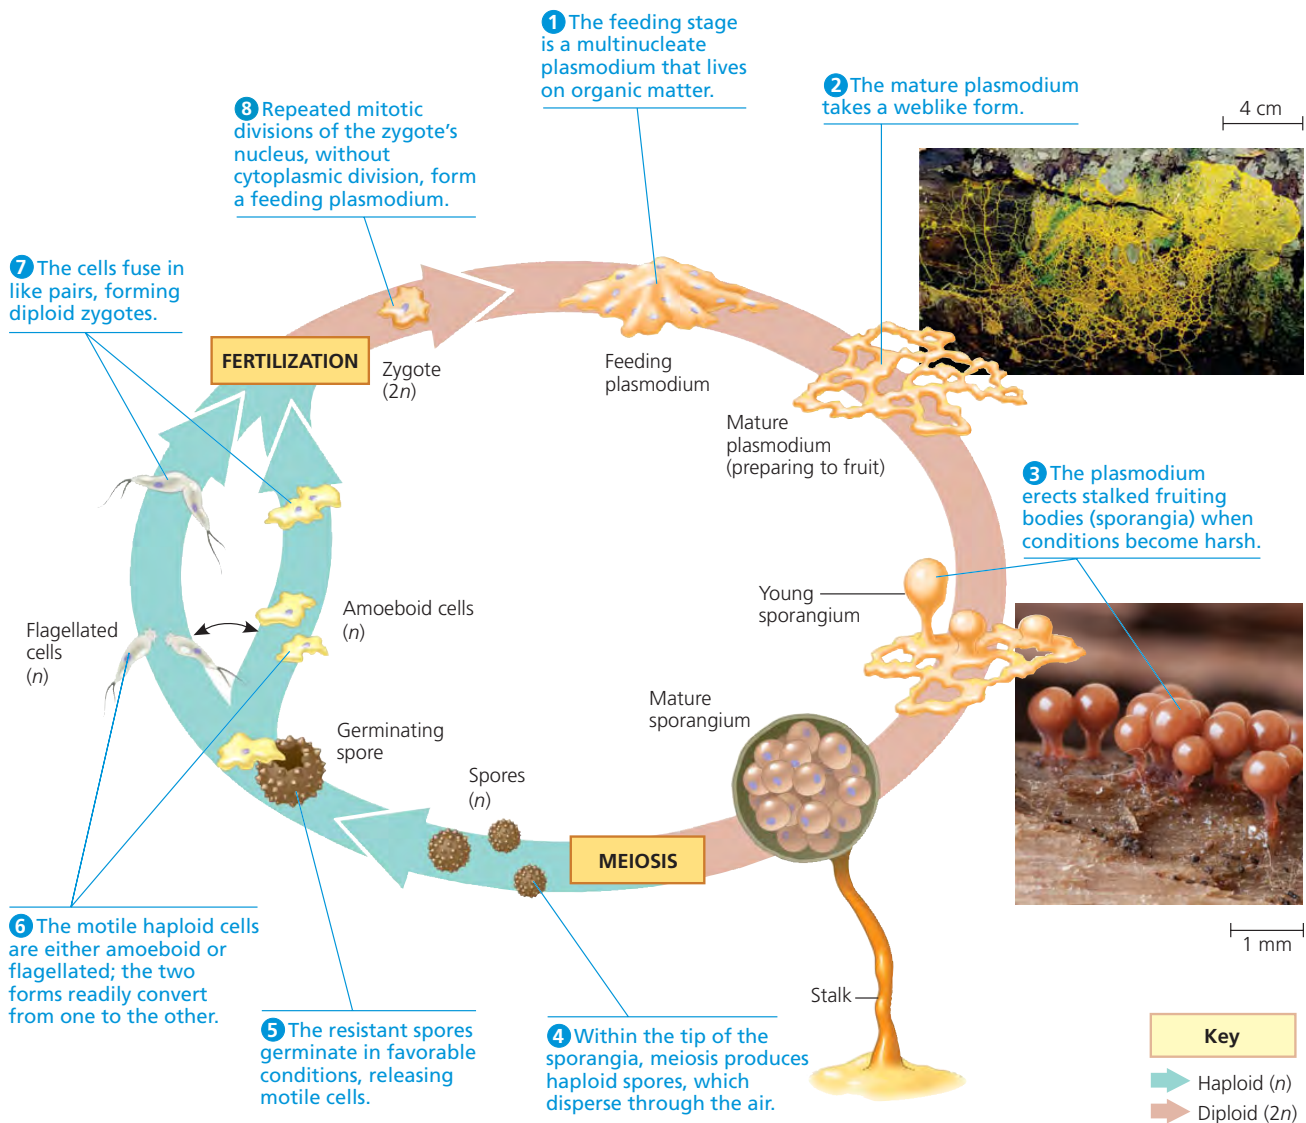 1 The feeding stage
is a multinucleate
plasmodium that lives
on organic matter.
2 The mature plasmodium
takes a weblike form.
4 cm
8 Repeated mitotic
divisions of the zygote's
nucleus, without
cytoplasmic division, form
a feeding plasmodium.
7 The cells fuse in
like pairs, forming
diploid zygotes.
FERTILIZATION
Zygote
(2n)
Feeding
plasmodium
Mature
plasmodium
(preparing to fruit)
3 The plasmodium
erects stalked fruiting
bodies (sporangia) when
conditions become harsh.
Young
sporangium
Amoeboid cells
(n)
Flagellated
cells
(n)
Mature
sporangium
Germinating
spore
Spores
(n)
MEIOSIS
6 The motile haploid cells
are either amoeboid or
flagellated; the two
forms readily convert
from one to the other.
5 The resistant spores
germinate in favorable
conditions, releasing
motile cells.
4 Within the tip of the
sporangia, meiosis produces
haploid spores, which
disperse through the air.
Stalk
1 mm
Key
Haploid (n)
Diploid (2n)